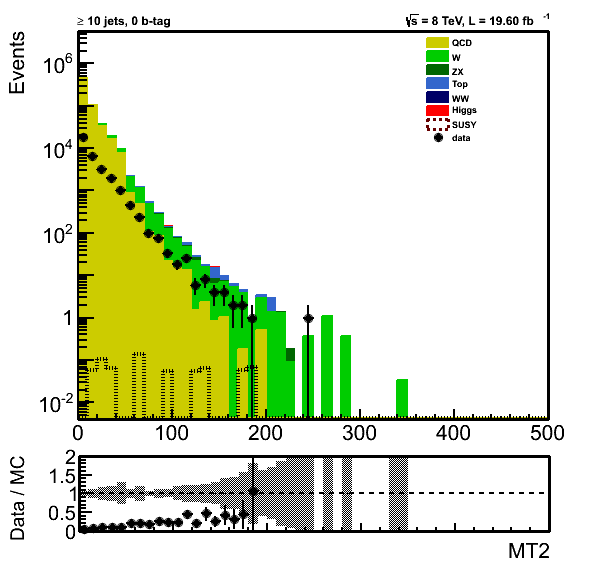 ≥ 10 jets, 0 b-tag
√s = 8 TeV, L = 19.60 fb⁻¹
Events
10⁶
10⁴
10²
1
10⁻²
QCD
W
ZX
Top
WW
Higgs
SUSY
data
0 100 200 300 400 500
Data / MC
2
1.5
1
0.5
0
MT2